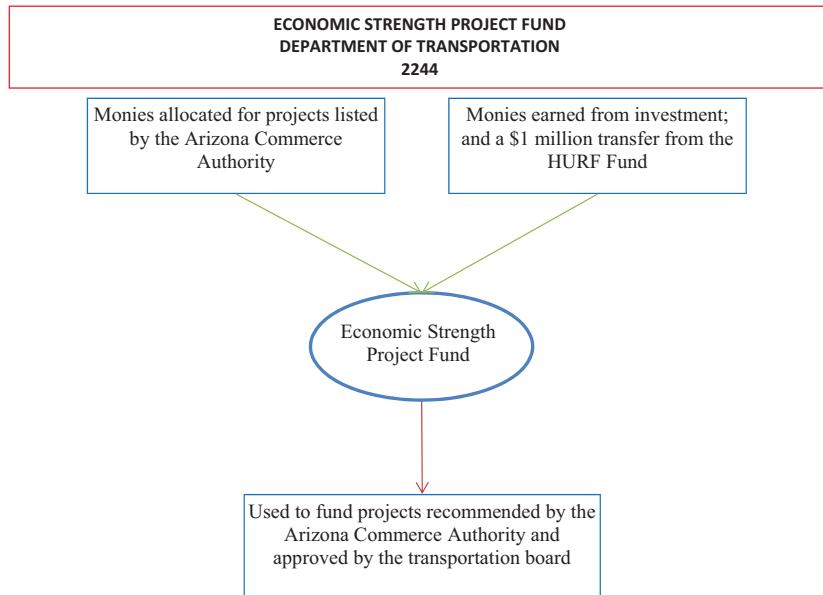 ECONOMIC STRENGTH PROJECT FUND
DEPARTMENT OF TRANSPORTATION
2244
Monies allocated for projects listed
by the Arizona Commerce
Authority
Monies earned from investment;
and a $1 million transfer from the
HURF Fund
Economic Strength
Project Fund
Used to fund projects recommended by the
Arizona Commerce Authority and
approved by the transportation board